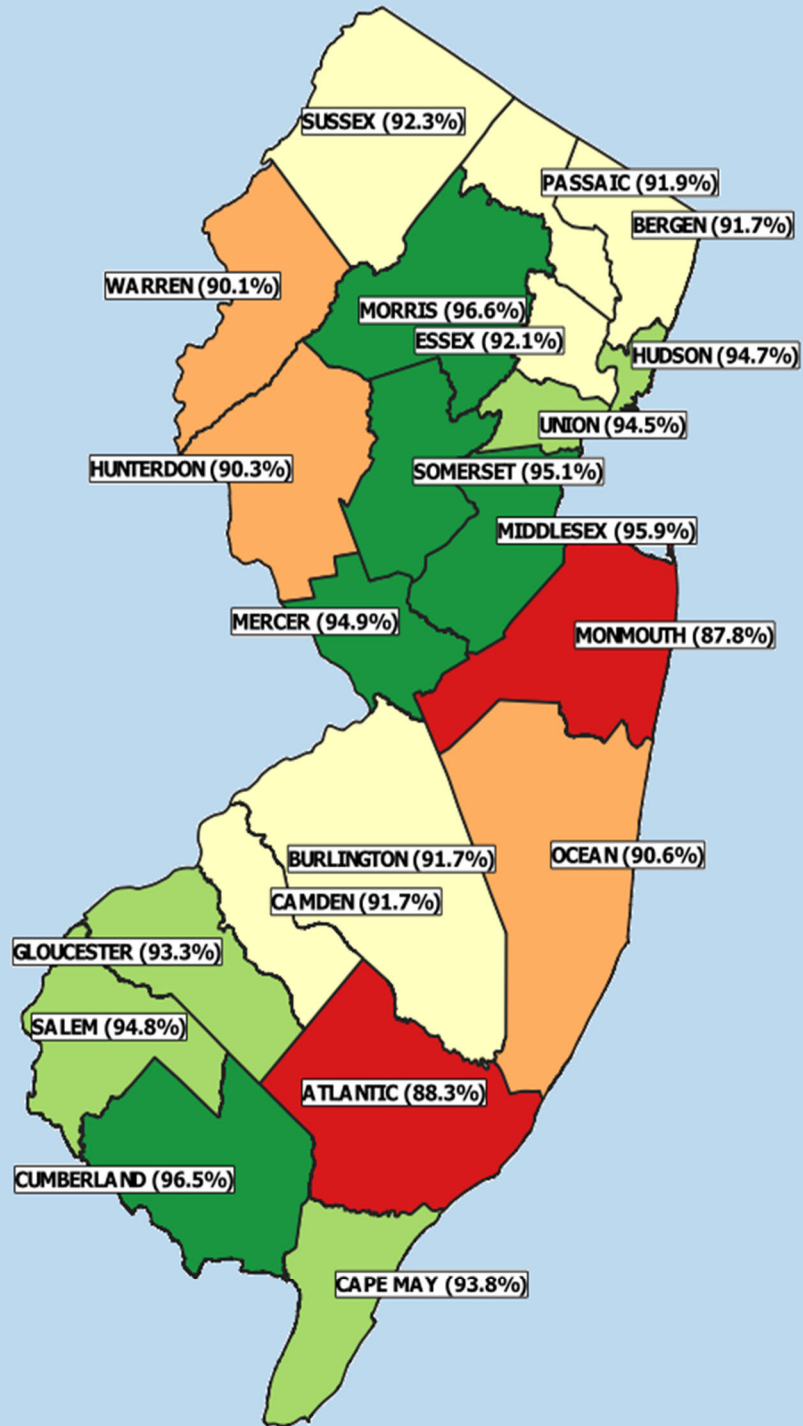 SUSSEX (92.3%)
PASSAIC (91.9%)
BERGEN (91.7%)
WARREN (90.1%)
MORRIS (96.6%)
ESSEX (92.1%)
HUDSON (94.7%)
UNION (94.5%)
HUNTERDON (90.3%)
SOMERSET (95.1%)
MIDDLESEX (95.9%)
MERCER (94.9%)
MONMOUTH (87.8%)
OCEAN (90.6%)
BURLINGTON (91.7%)
CAMDEN (91.7%)
GLOUCESTER (93.3%)
SALEM (94.8%)
ATLANTIC (88.3%)
CUMBERLAND (96.5%)
CAPE MAY (93.8%)